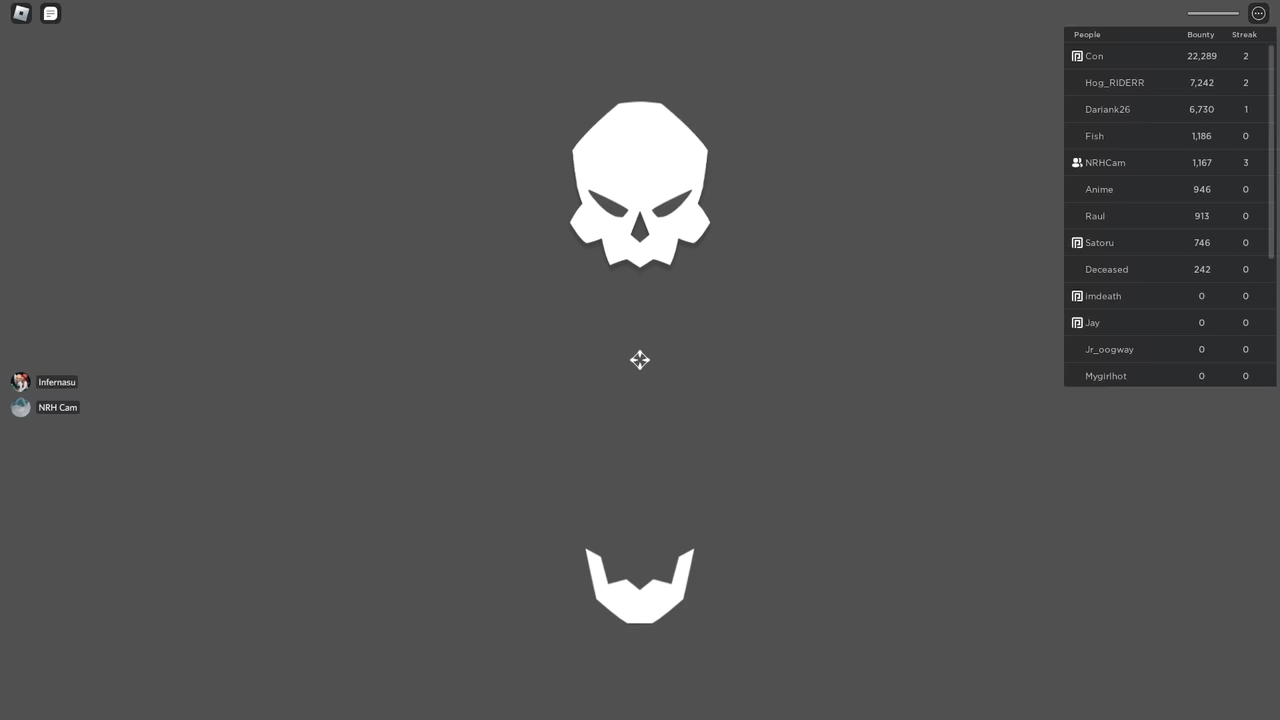 People Bounty Streak
Con 22,289 2
Hog_RIDERR 7,242 2
Dariank26 6,730 1
Fish 1,186 0
NRHCam 1,167 3
Anime 946 0
Raul 913 0
Satoru 746 0
Deceased 242 0
imdeath 0 0
Jay 0 0
Jr_oogway 0 0
Mygirlhot 0 0
Infernasu
NRH Cam